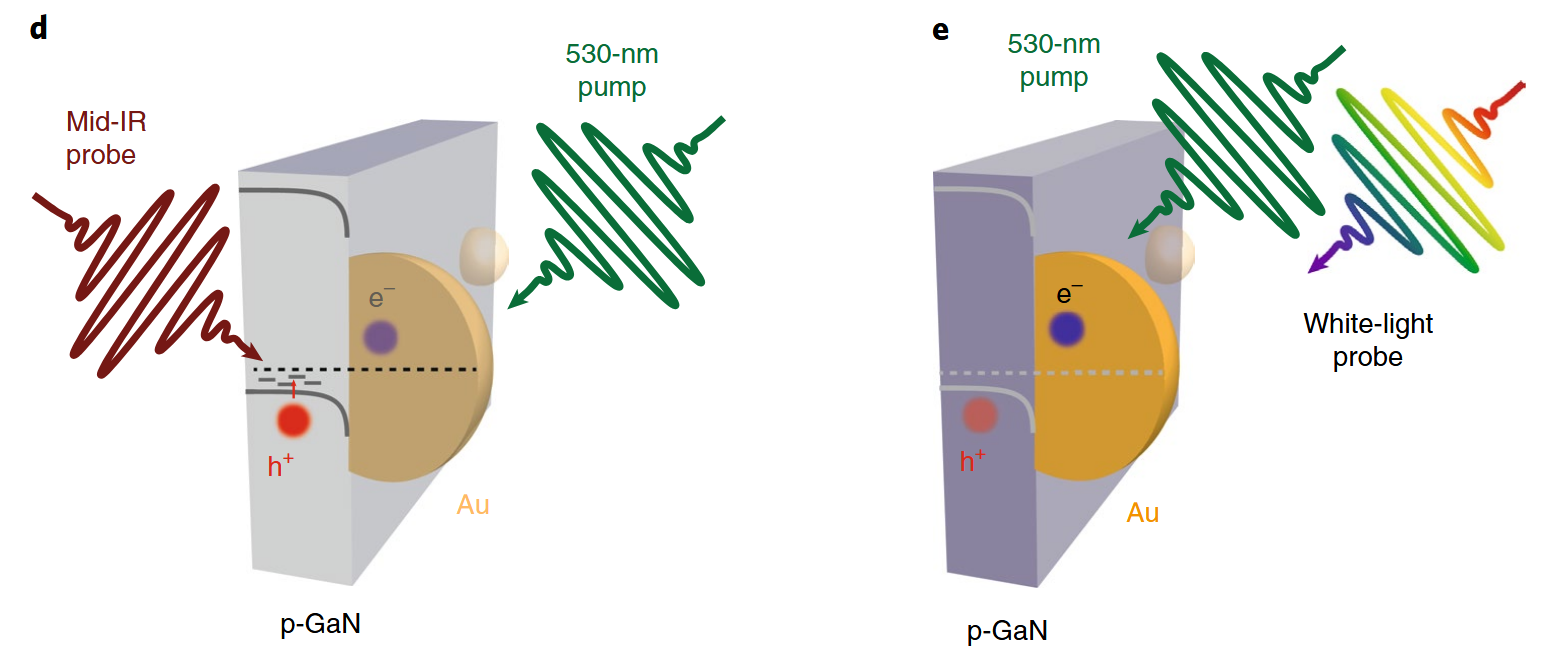 d
530-nm
pump
Mid-IR
probe
e⁻
h⁺
Au
p-GaN
e
530-nm
pump
e⁻
White-light
probe
h⁺
Au
p-GaN